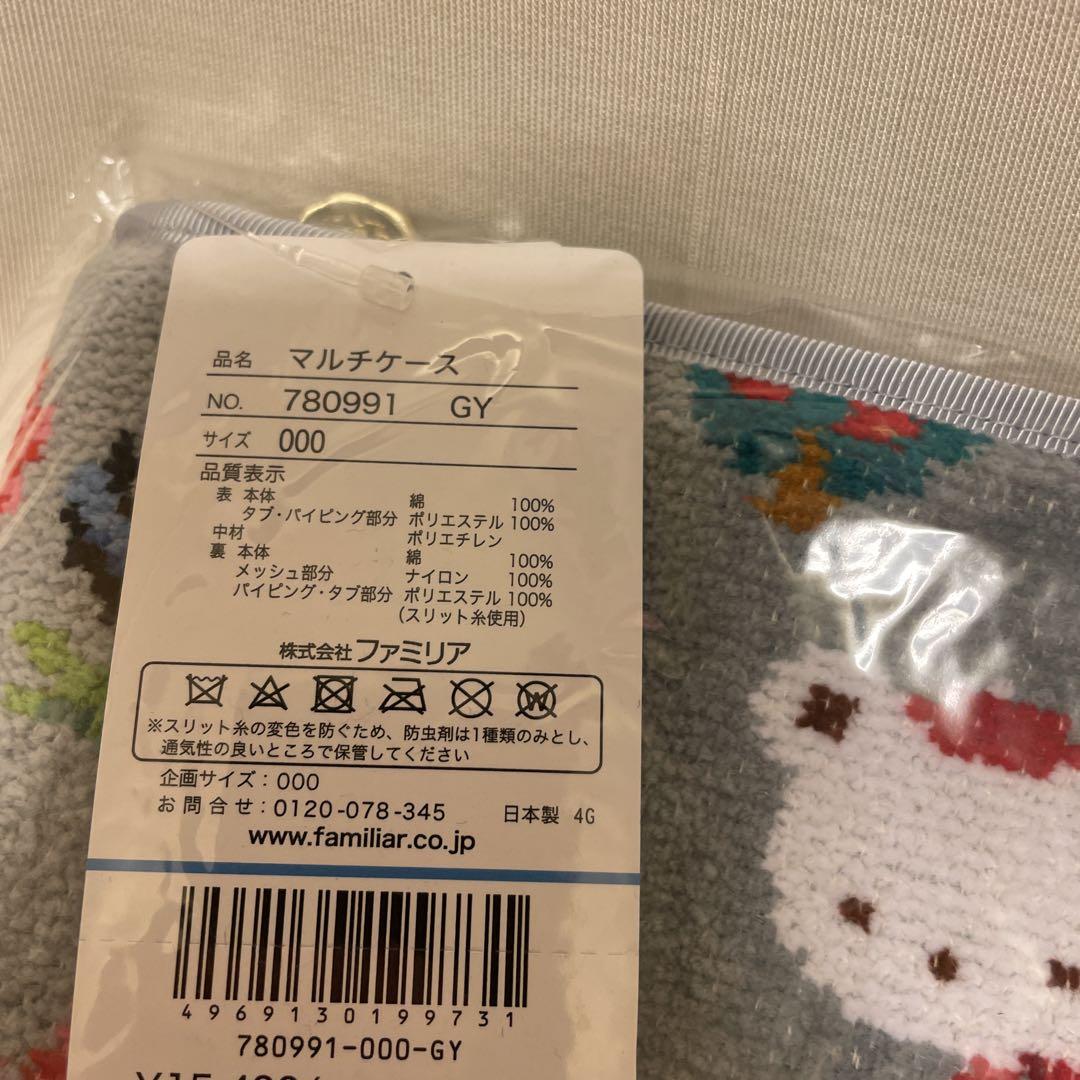 品名 マルチケース
NO. 780991 GY
サイズ 000
品質表示
表 本体 綿 100%
タブ・パイピング部分 ポリエステル 100%
中材 ポリエチレン
裏 本体 綿 100%
メッシュ部分 ナイロン 100%
パイピング・タブ部分 ポリエステル 100%
(スリット糸使用)
株式会社 ファミリア
※スリット糸の変色を防ぐため、防虫剤は1種類のみとし、
通気性の良いところで保管してください
企画サイズ：000
お問合せ：0120-078-345 日本製 4G
www.familiar.co.jp
4969130199731
780991-000-GY